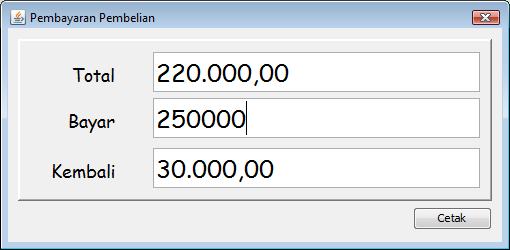 Pembayaran Pembelian
Total 220.000,00
Bayar 250000
Kembali 30.000,00
Cetak